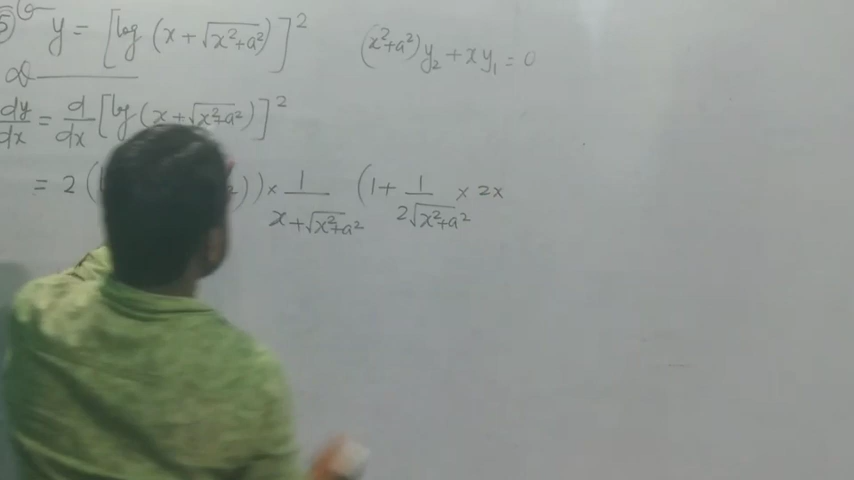 ⑤ y = [log (x + √(x²+a²))]² (x²+a²) y₂ + x y₁ = 0
dy/dx = d/dx [log (x + √(x²+a²))]²
= 2 ( )) × 1/(x + √(x²+a²)) (1 + 1/(2√(x²+a²)) × 2x